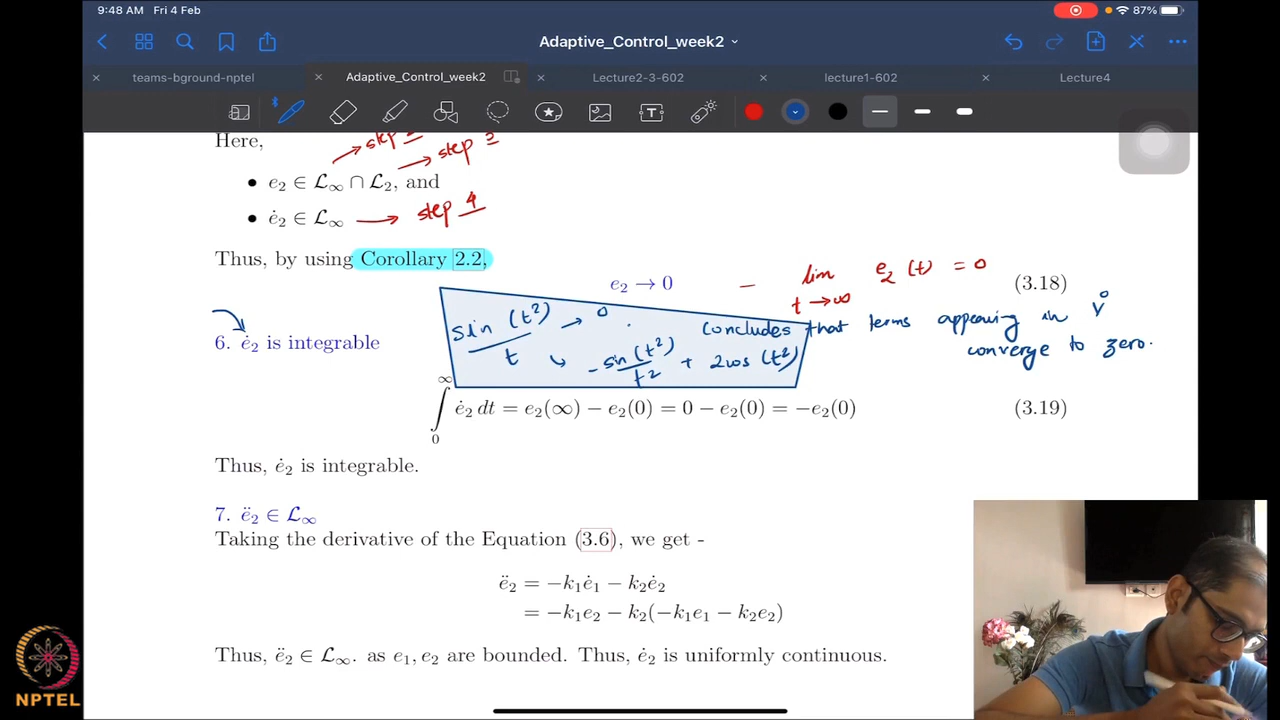 9:48 AM Fri 4 Feb
87%
Adaptive_Control_week2
teams-bground-nptel
Adaptive_Control_week2
Lecture2-3-602
lecture1-602
Lecture4
Here,
→ step
→ step 3
• e₂ ∈ ℒ∞ ∩ ℒ₂, and
• ė₂ ∈ ℒ∞ → step 4
Thus, by using Corollary 2.2,
e₂ → 0 – lim t→∞ e₂(t) = 0 (3.18)
sin(t²)/t → 0
concludes that terms appearing in V̇
converge to zero.
↳ -sin(t²)/t² + 2cos(t²)
6. ė₂ is integrable
∫₀^∞ ė₂ dt = e₂(∞) − e₂(0) = 0 − e₂(0) = −e₂(0) (3.19)
Thus, ė₂ is integrable.
7. ë₂ ∈ ℒ∞
Taking the derivative of the Equation (3.6), we get -
ë₂ = −k₁ė₁ − k₂ė₂
= −k₁e₂ − k₂(−k₁e₁ − k₂e₂)
Thus, ë₂ ∈ ℒ∞. as e₁, e₂ are bounded. Thus, ė₂ is uniformly continuous.
NPTEL